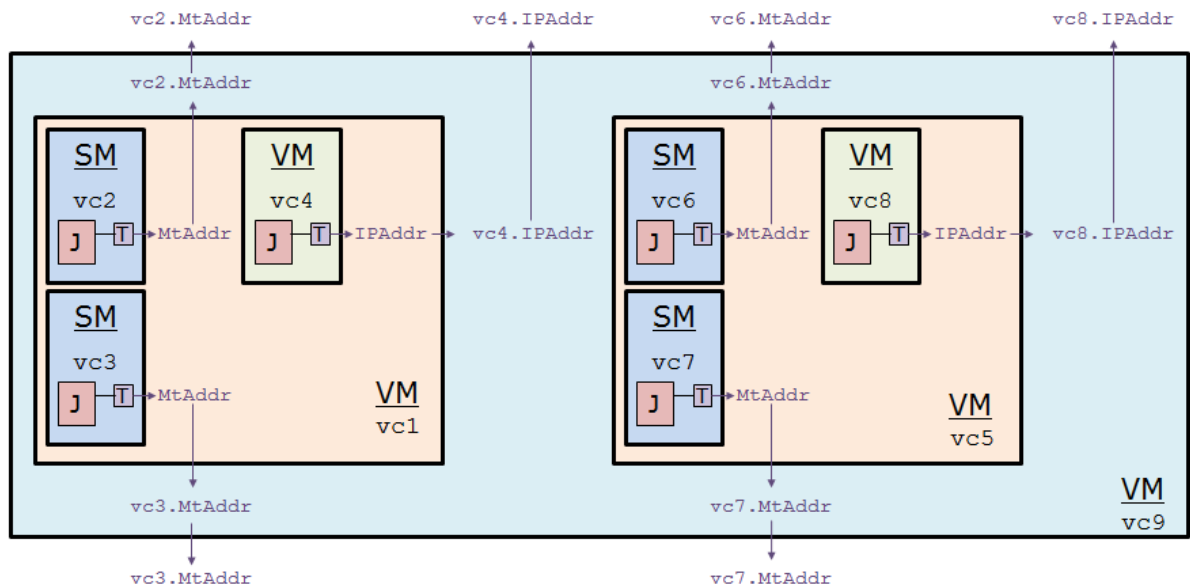 vc2.MtAddr
vc4.IPAddr
vc6.MtAddr
vc8.IPAddr
vc2.MtAddr
vc6.MtAddr
SM
VM
SM
VM
vc2
vc4
vc6
vc8
J
T
MtAddr
J
T
IPAddr
vc4.IPAddr
J
T
MtAddr
J
T
IPAddr
vc8.IPAddr
SM
SM
vc3
vc7
J
T
MtAddr
VM
vc1
J
T
MtAddr
VM
vc5
vc3.MtAddr
vc7.MtAddr
VM
vc9
vc3.MtAddr
vc7.MtAddr